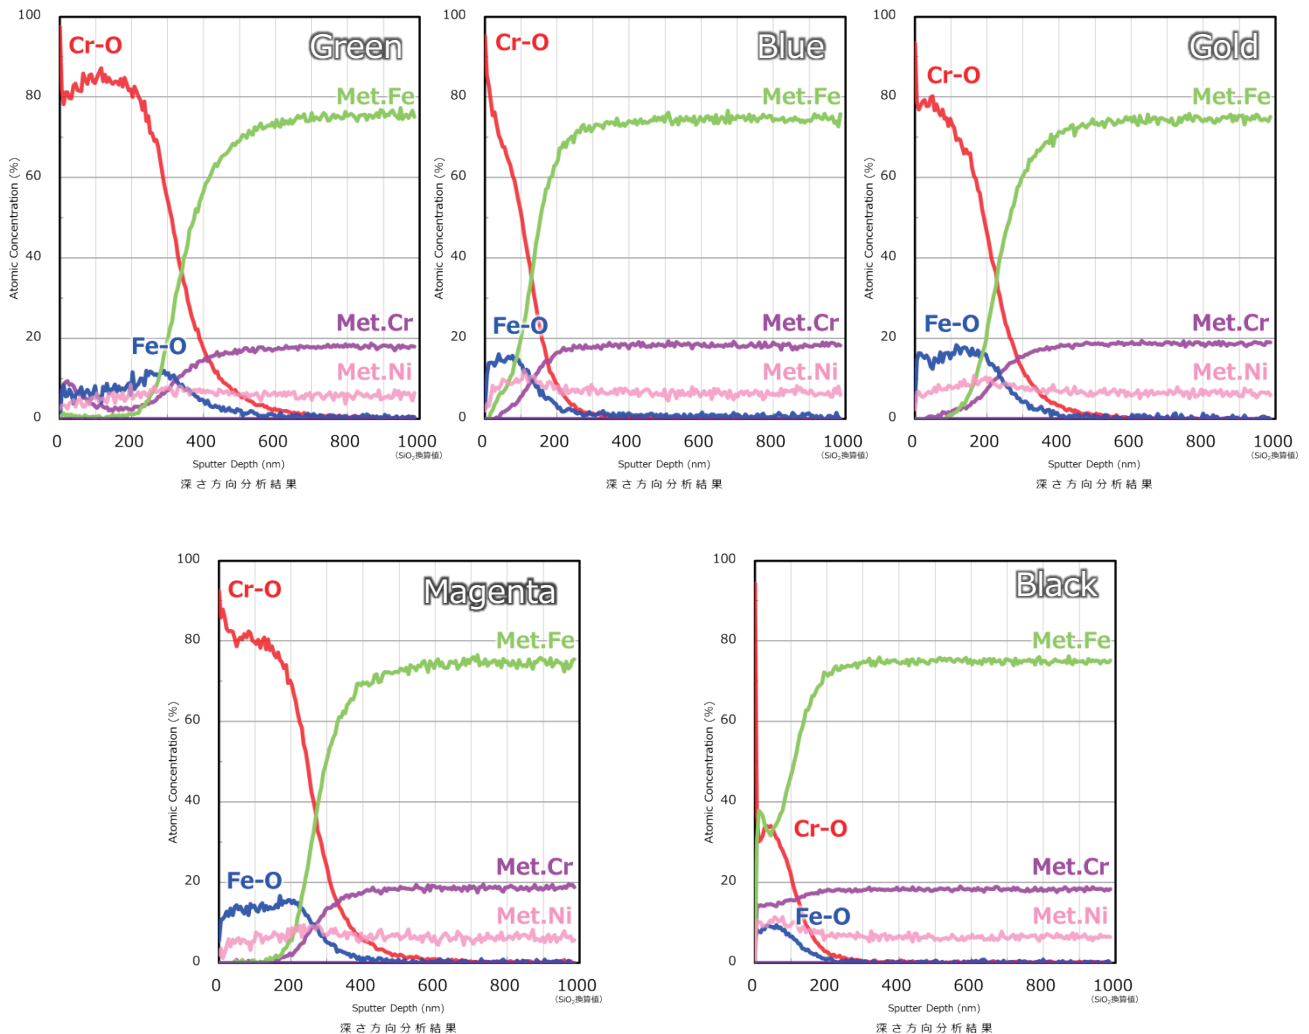 Green
100
80
60
40
20
0
Atomic Concentration (%)
Cr-O
Met.Fe
Fe-O
Met.Cr
Met.Ni
0 200 400 600 800 1000
(SiO₂換算値)
Sputter Depth (nm)
深さ方向分析結果
Blue
100
80
60
40
20
0
Atomic Concentration (%)
Cr-O
Met.Fe
Fe-O
Met.Cr
Met.Ni
0 200 400 600 800 1000
(SiO₂換算値)
Sputter Depth (nm)
深さ方向分析結果
Gold
100
80
60
40
20
0
Atomic Concentration (%)
Cr-O
Met.Fe
Fe-O
Met.Cr
Met.Ni
0 200 400 600 800 1000
(SiO₂換算値)
Sputter Depth (nm)
深さ方向分析結果
Magenta
100
80
60
40
20
0
Atomic Concentration (%)
Cr-O
Met.Fe
Fe-O
Met.Cr
Met.Ni
0 200 400 600 800 1000
(SiO₂換算値)
Sputter Depth (nm)
深さ方向分析結果
Black
100
80
60
40
20
0
Atomic Concentration (%)
Met.Fe
Cr-O
Met.Cr
Fe-O
Met.Ni
0 200 400 600 800 1000
(SiO₂換算値)
Sputter Depth (nm)
深さ方向分析結果